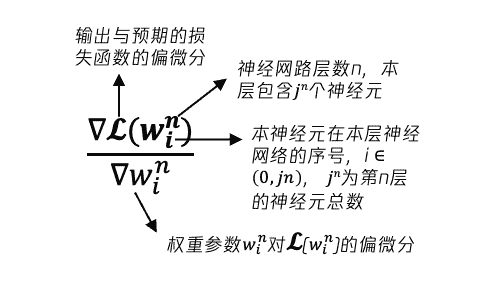 输出与预期的损
失函数的偏微分
神经网路层数n，本
层包含jⁿ个神经元
∇𝓛(wᵢⁿ)
∇wᵢⁿ
本神经元在本层神经
网络的序号，i ∈
(0, jn)， jⁿ为第n层
的神经元总数
权重参数wᵢⁿ对𝓛[wᵢⁿ]的偏微分